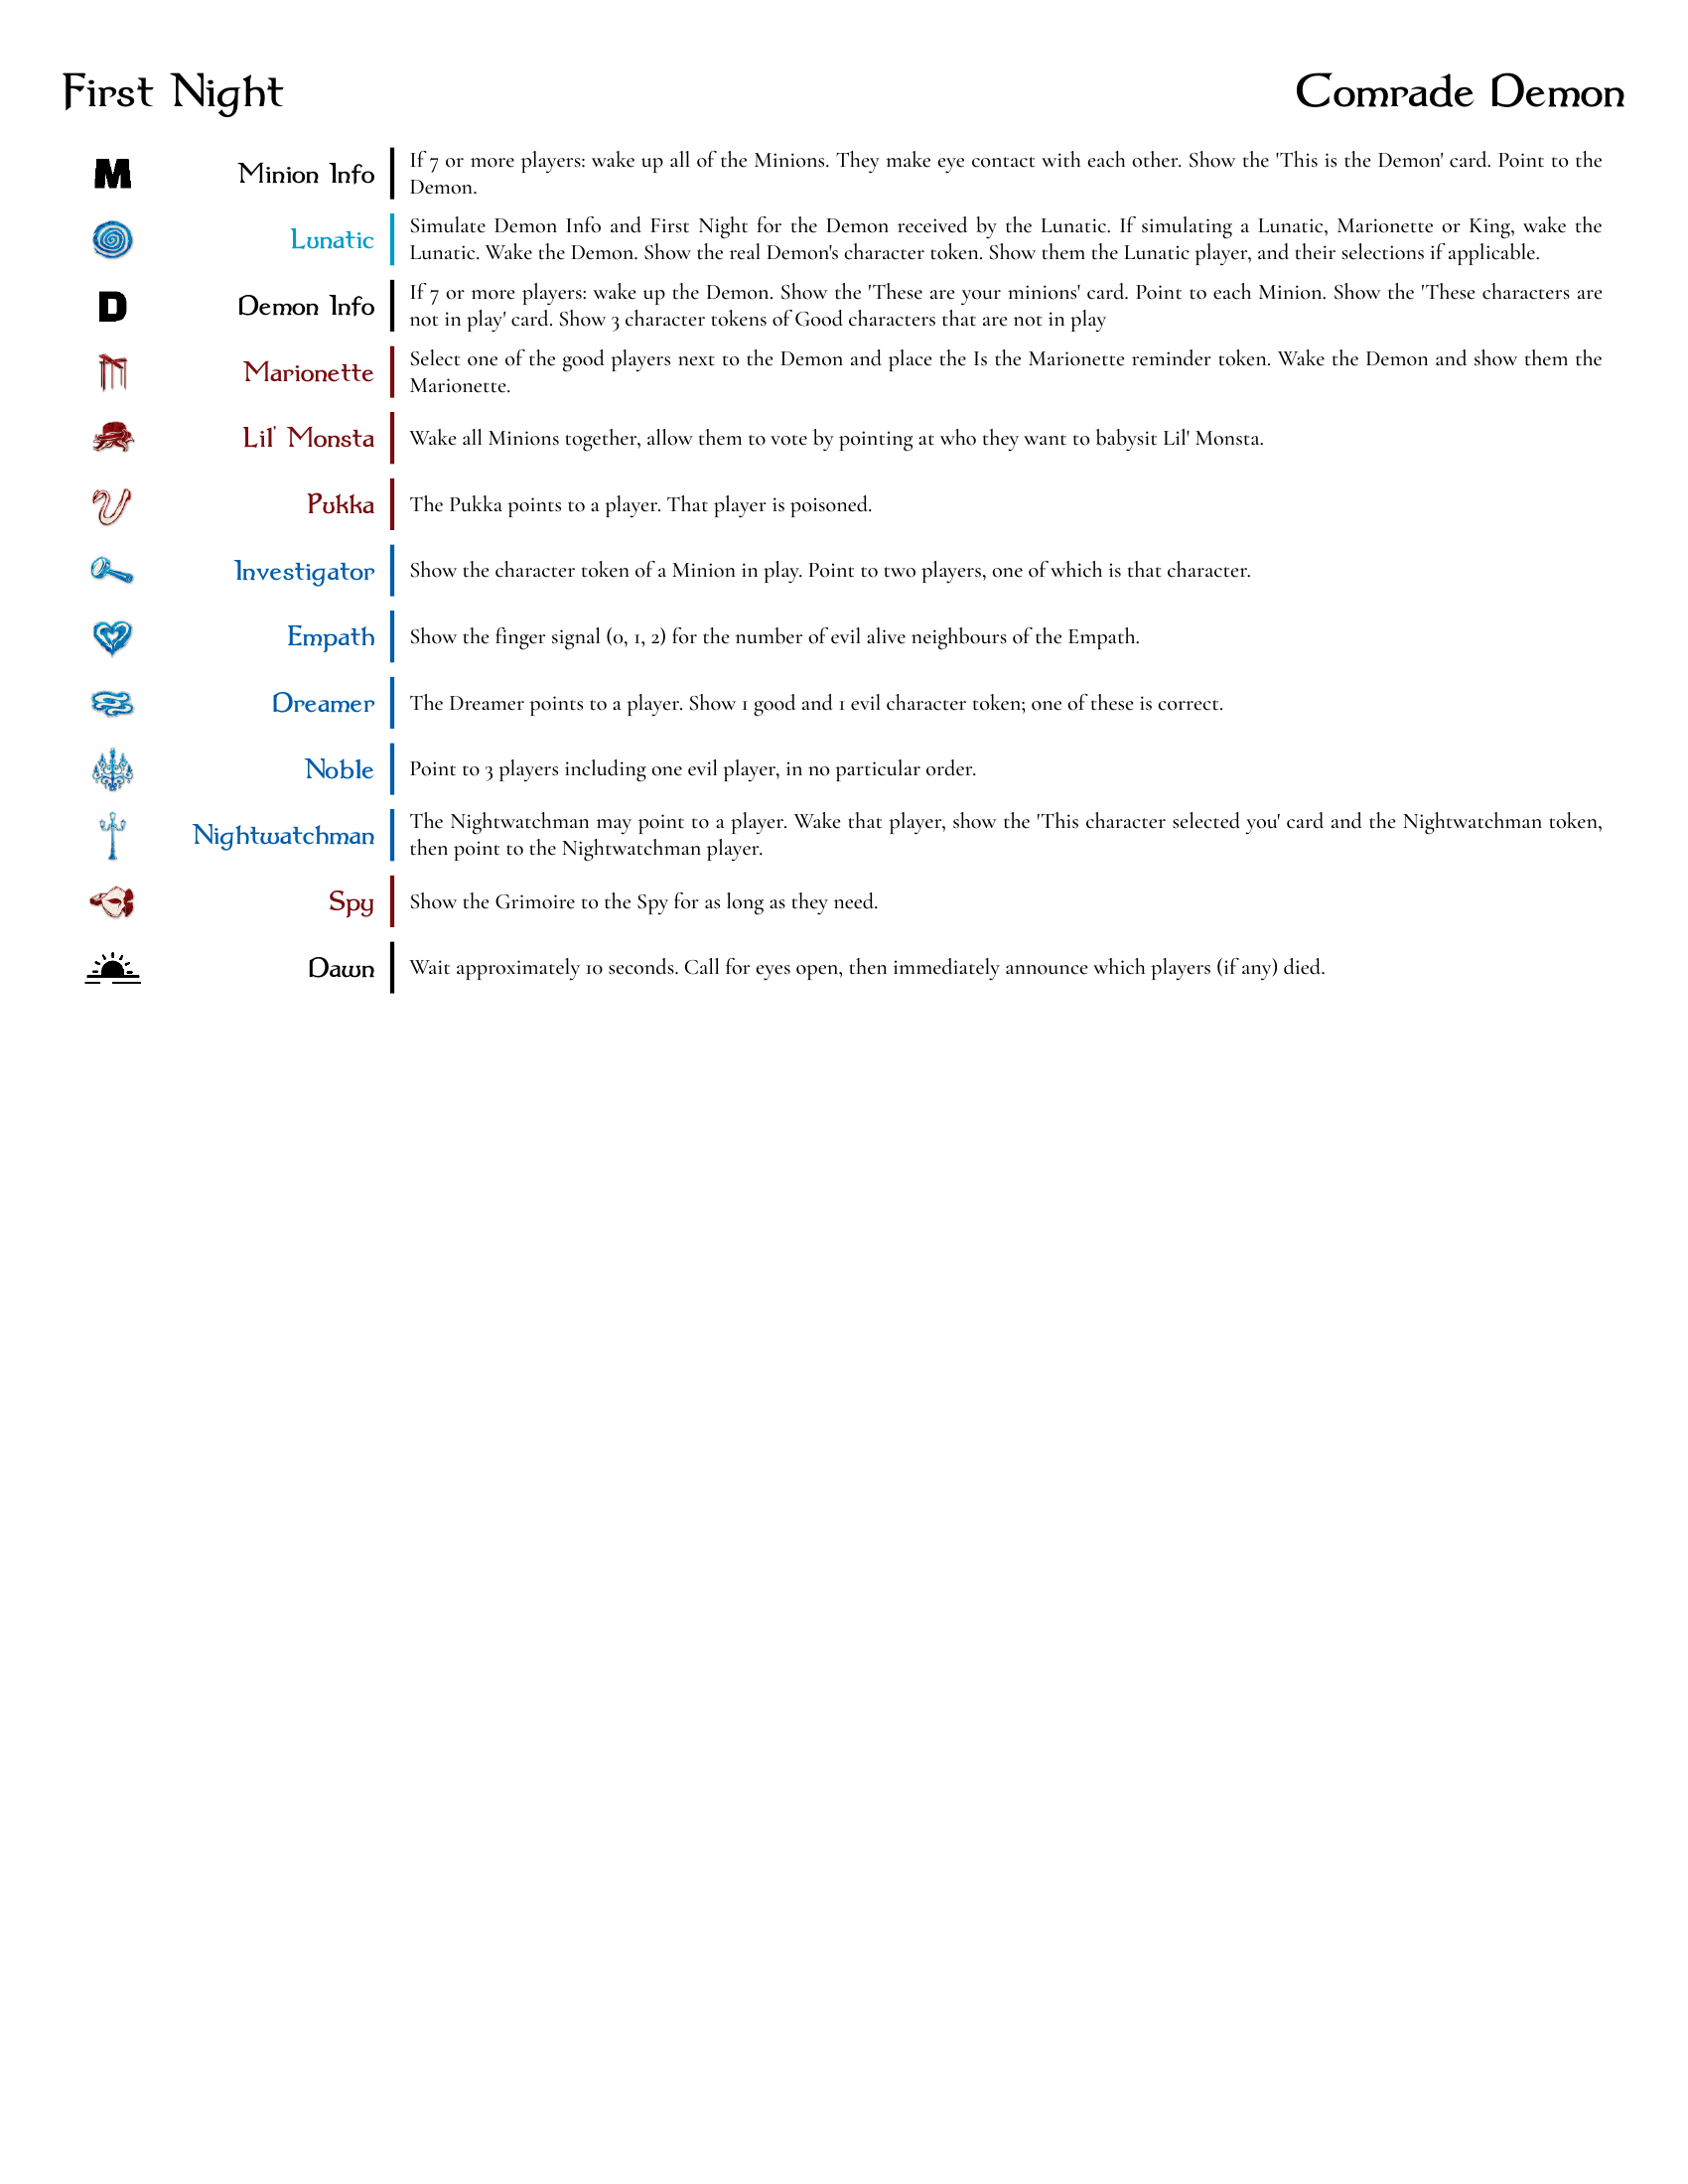 First Night
Comrade Demon
M
Minion Info
If 7 or more players: wake up all of the Minions. They make eye contact with each other. Show the 'This is the Demon' card. Point to the
Demon.
Lunatic
Simulate Demon Info and First Night for the Demon received by the Lunatic. If simulating a Lunatic, Marionette or King, wake the
Lunatic. Wake the Demon. Show the real Demon's character token. Show them the Lunatic player, and their selections if applicable.
D
Demon Info
If 7 or more players: wake up the Demon. Show the 'These are your minions' card. Point to each Minion. Show the 'These characters are
not in play' card. Show 3 character tokens of Good characters that are not in play
Marionette
Select one of the good players next to the Demon and place the Is the Marionette reminder token. Wake the Demon and show them the
Marionette.
Lil' Monsta
Wake all Minions together, allow them to vote by pointing at who they want to babysit Lil' Monsta.
Pukka
The Pukka points to a player. That player is poisoned.
Investigator
Show the character token of a Minion in play. Point to two players, one of which is that character.
Empath
Show the finger signal (0, 1, 2) for the number of evil alive neighbours of the Empath.
Dreamer
The Dreamer points to a player. Show 1 good and 1 evil character token; one of these is correct.
Noble
Point to 3 players including one evil player, in no particular order.
Nightwatchman
The Nightwatchman may point to a player. Wake that player, show the 'This character selected you' card and the Nightwatchman token,
then point to the Nightwatchman player.
Spy
Show the Grimoire to the Spy for as long as they need.
Dawn
Wait approximately 10 seconds. Call for eyes open, then immediately announce which players (if any) died.